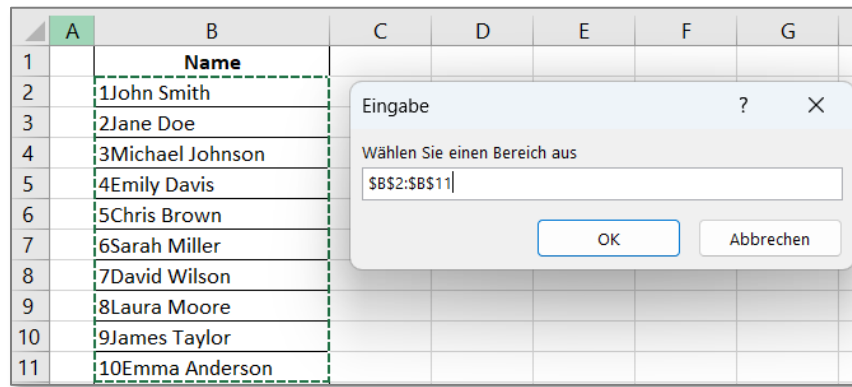 A B C D E F G
1 Name
2 1John Smith
3 2Jane Doe
4 3Michael Johnson
5 4Emily Davis
6 5Chris Brown
7 6Sarah Miller
8 7David Wilson
9 8Laura Moore
10 9James Taylor
11 10Emma Anderson
Eingabe ?
Wählen Sie einen Bereich aus
$B$2:$B$11
OK Abbrechen